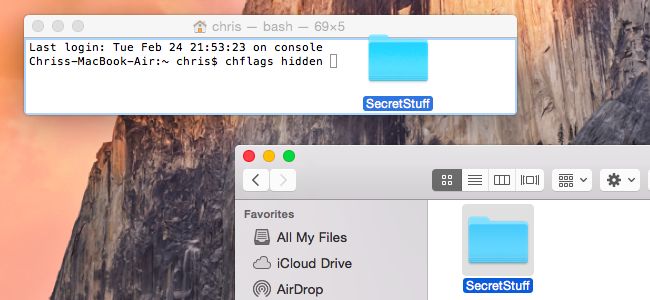 chris — bash — 69×5
Last login: Tue Feb 24 21:53:23 on console
Chriss-MacBook-Air:~ chris$ chflags hidden
SecretStuff
Favorites
All My Files
iCloud Drive
AirDrop
SecretStuff